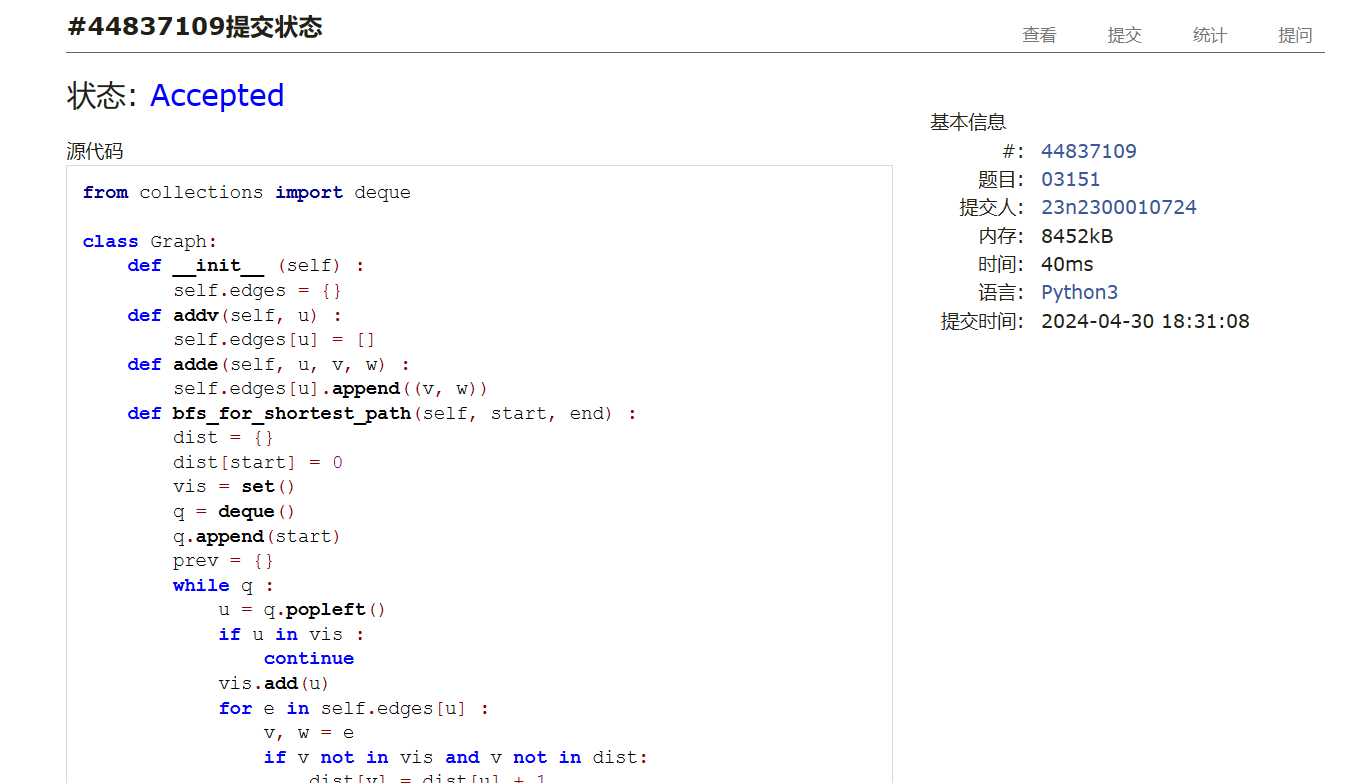 #44837109提交状态
查看 提交 统计 提问
状态: Accepted
源代码
from collections import deque
class Graph:
    def __init__ (self) :
        self.edges = {}
    def addv(self, u) :
        self.edges[u] = []
    def adde(self, u, v, w) :
        self.edges[u].append((v, w))
    def bfs_for_shortest_path(self, start, end) :
        dist = {}
        dist[start] = 0
        vis = set()
        q = deque()
        q.append(start)
        prev = {}
        while q :
            u = q.popleft()
            if u in vis :
                continue
            vis.add(u)
            for e in self.edges[u] :
                v, w = e
                if v not in vis and v not in dist:
                    dist[v] = dist[u] + 1
基本信息
#: 44837109
题目: 03151
提交人: 23n2300010724
内存: 8452kB
时间: 40ms
语言: Python3
提交时间: 2024-04-30 18:31:08